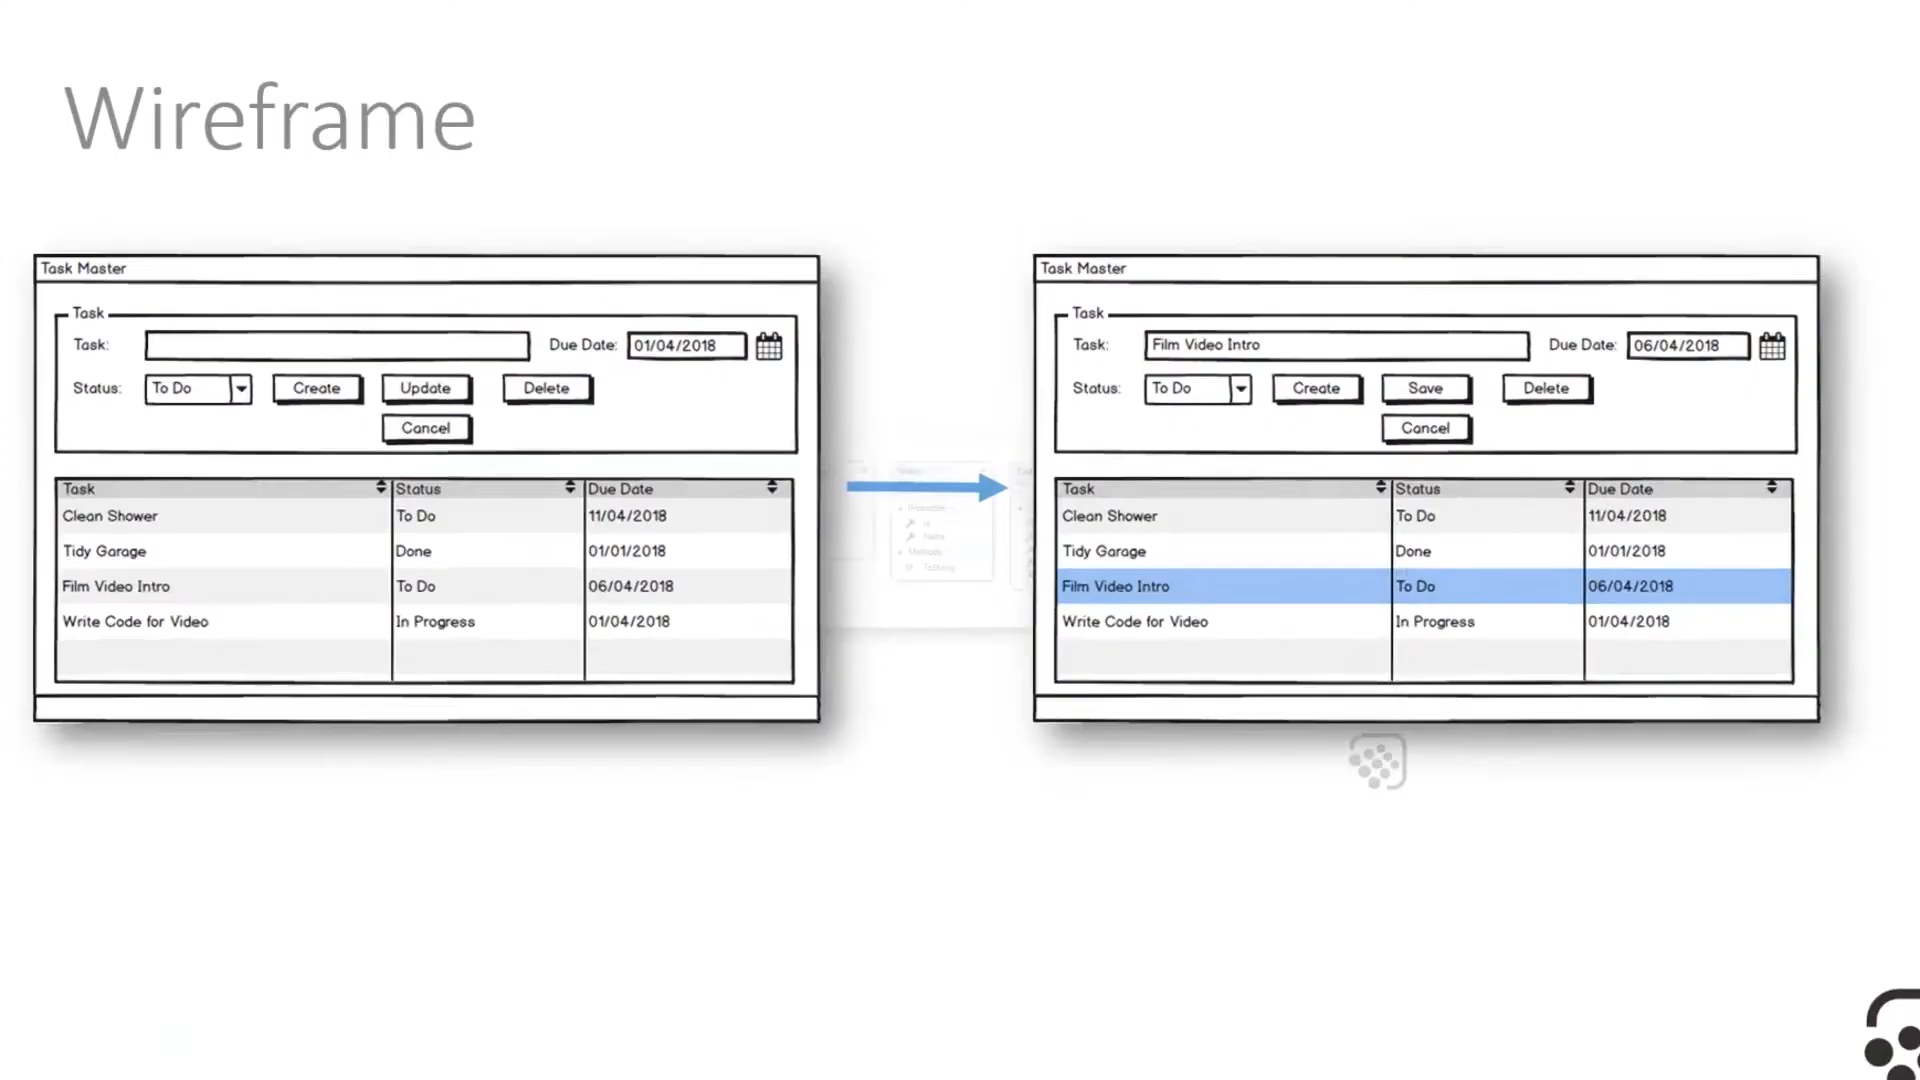 Wireframe
Task Master
Task
Task:
Due Date: 01/04/2018
Status: To Do Create Update Delete
Cancel
Task Status Due Date
Clean Shower To Do 11/04/2018
Tidy Garage Done 01/01/2018
Film Video Intro To Do 06/04/2018
Write Code for Video In Progress 01/04/2018
Task Master
Task
Task: Film Video Intro Due Date: 06/04/2018
Status: To Do Create Save Delete
Cancel
Task Status Due Date
Clean Shower To Do 11/04/2018
Tidy Garage Done 01/01/2018
Film Video Intro To Do 06/04/2018
Write Code for Video In Progress 01/04/2018